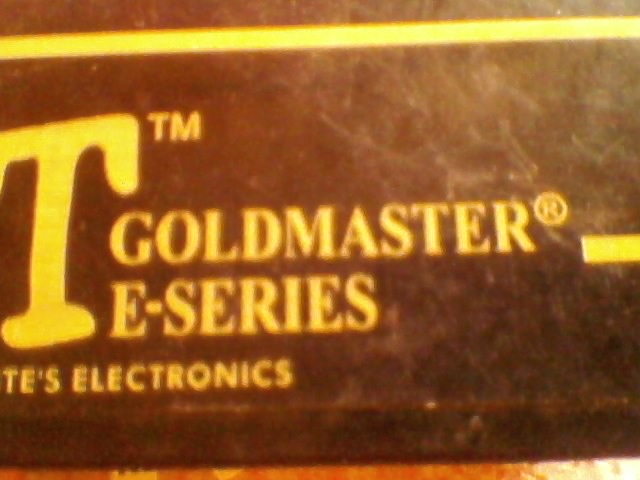 T™
GOLDMASTER®
E-SERIES
TE'S ELECTRONICS